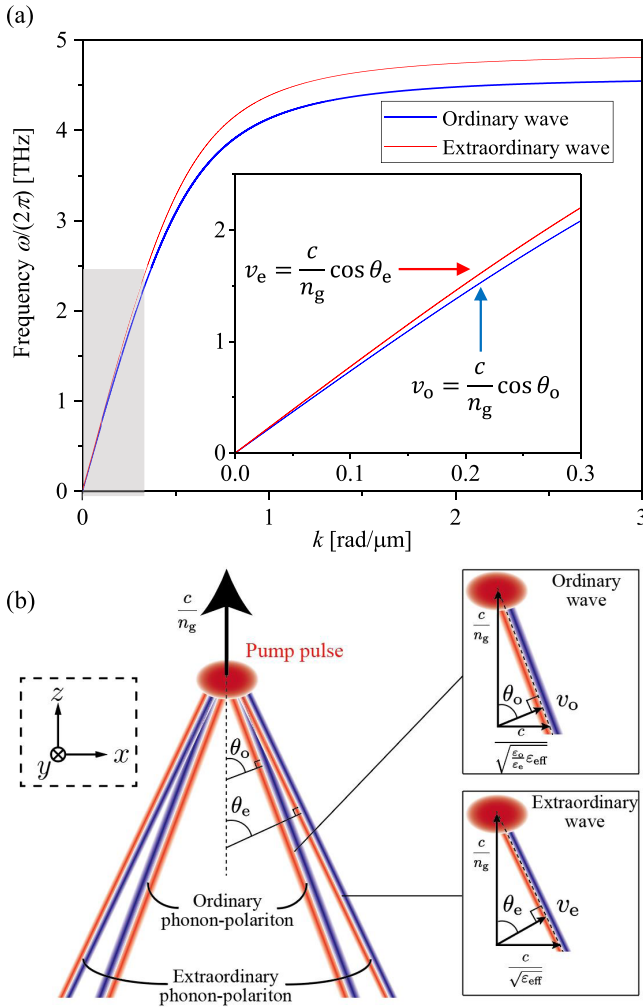 (a)
5
4
3
2
1
0
0
1
2
3
Frequency ω/(2π) [THz]
k [rad/μm]
Ordinary wave
Extraordinary wave
2
1
0
0.0
0.1
0.2
0.3
v_e = c/n_g cos θ_e
v_o = c/n_g cos θ_o
(b)
c/n_g
Pump pulse
z
y
x
θ_o
θ_e
Ordinary
phonon-polariton
Extraordinary
phonon-polariton
Ordinary
wave
c/n_g
θ_o
v_o
c/√(ε_o/ε_e ε_eff)
Extraordinary
wave
c/n_g
θ_e
v_e
c/√(ε_eff)